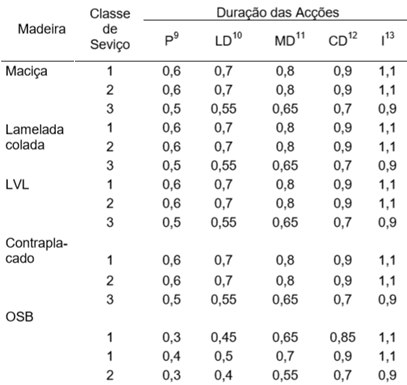 Madeira Classe de Seviço Duração das Acções
P⁹ LD¹⁰ MD¹¹ CD¹² I¹³
Maciça 1 0,6 0,7 0,8 0,9 1,1
2 0,6 0,7 0,8 0,9 1,1
3 0,5 0,55 0,65 0,7 0,9
Lamelada colada 1 0,6 0,7 0,8 0,9 1,1
2 0,6 0,7 0,8 0,9 1,1
3 0,5 0,55 0,65 0,7 0,9
LVL 1 0,6 0,7 0,8 0,9 1,1
2 0,6 0,7 0,8 0,9 1,1
3 0,5 0,55 0,65 0,7 0,9
Contrapla-
cado 1 0,6 0,7 0,8 0,9 1,1
2 0,6 0,7 0,8 0,9 1,1
3 0,5 0,55 0,65 0,7 0,9
OSB
1 0,3 0,45 0,65 0,85 1,1
1 0,4 0,5 0,7 0,9 1,1
2 0,3 0,4 0,55 0,7 0,9